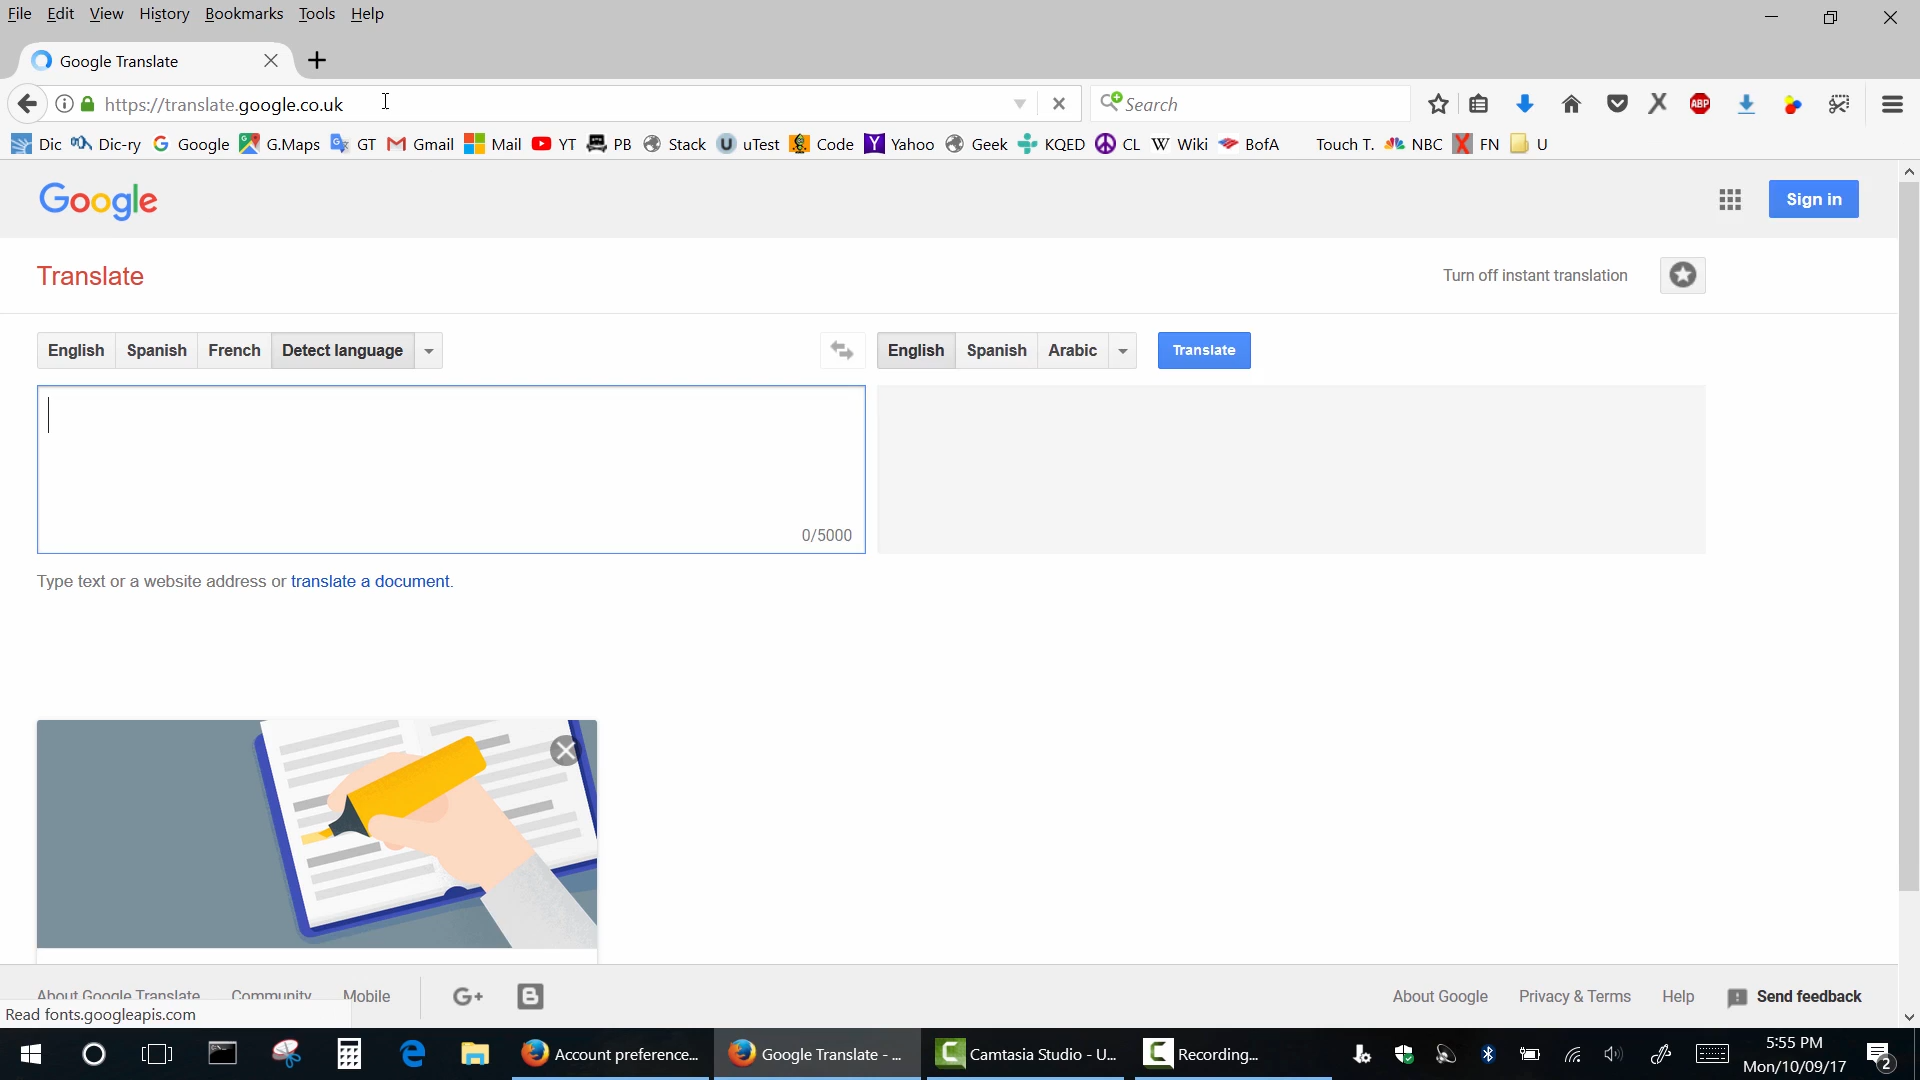 File Edit View History Bookmarks Tools Help
Google Translate
https://translate.google.co.uk
Search
Dic Dic-ry Google G.Maps GT Gmail Mail YT PB Stack uTest Code Yahoo Geek KQED CL Wiki BofA Touch T. NBC FN U
Google
Sign in
Translate
Turn off instant translation
English Spanish French Detect language
English Spanish Arabic
Translate
0/5000
Type text or a website address or translate a document.
About Google Translate Community Mobile
G+
About Google Privacy & Terms Help Send feedback
Read fonts.googleapis.com
Account preference...
Google Translate - ...
Camtasia Studio - U...
Recording...
5:55 PM
Mon/10/09/17
2